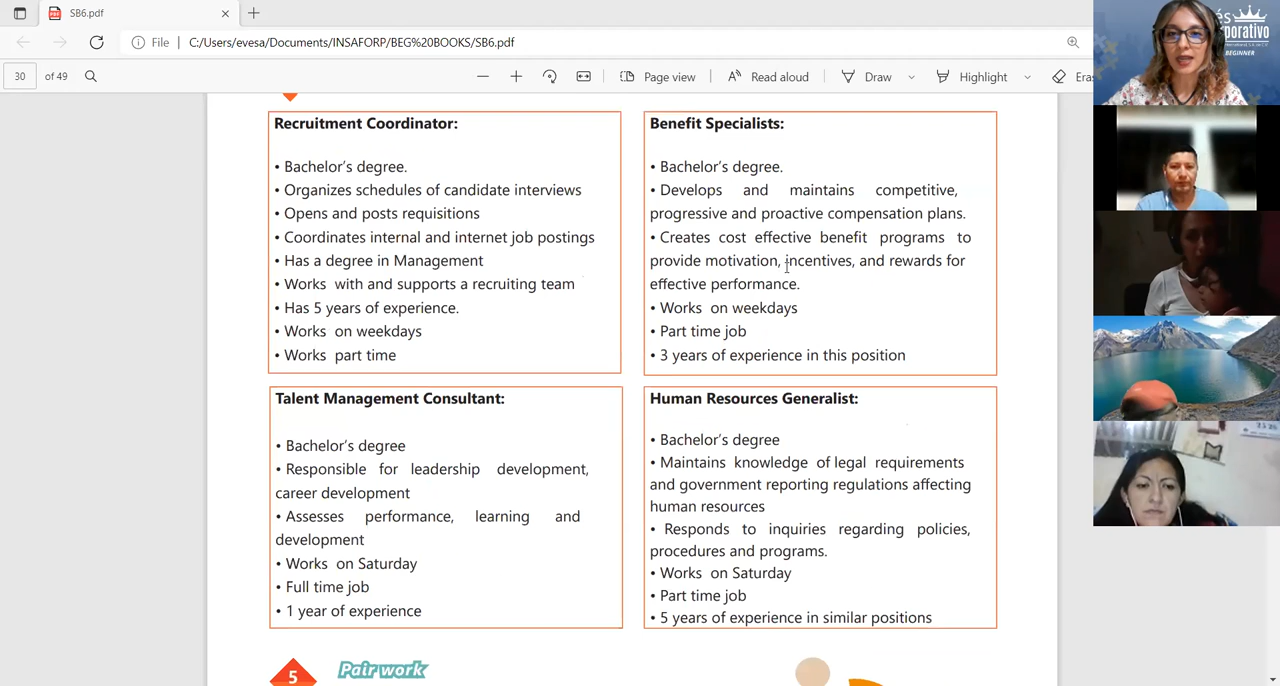 SB6.pdf
File
C:/Users/evesa/Documents/INSAFORP/BEG%20BOOKS/SB6.pdf
30
of 49
Page view
Read aloud
Draw
Highlight
Recruitment Coordinator:
• Bachelor's degree.
• Organizes schedules of candidate interviews
• Opens and posts requisitions
• Coordinates internal and internet job postings
• Has a degree in Management
• Works with and supports a recruiting team
• Has 5 years of experience.
• Works on weekdays
• Works part time
Benefit Specialists:
• Bachelor's degree.
• Develops and maintains competitive,
progressive and proactive compensation plans.
• Creates cost effective benefit programs to
provide motivation, incentives, and rewards for
effective performance.
• Works on weekdays
• Part time job
• 3 years of experience in this position
Talent Management Consultant:
• Bachelor's degree
• Responsible for leadership development,
career development
• Assesses performance, learning and
development
• Works on Saturday
• Full time job
• 1 year of experience
Human Resources Generalist:
• Bachelor's degree
• Maintains knowledge of legal requirements
and government reporting regulations affecting
human resources
• Responds to inquiries regarding policies,
procedures and programs.
• Works on Saturday
• Part time job
• 5 years of experience in similar positions
5
Pair work
BEGINNER